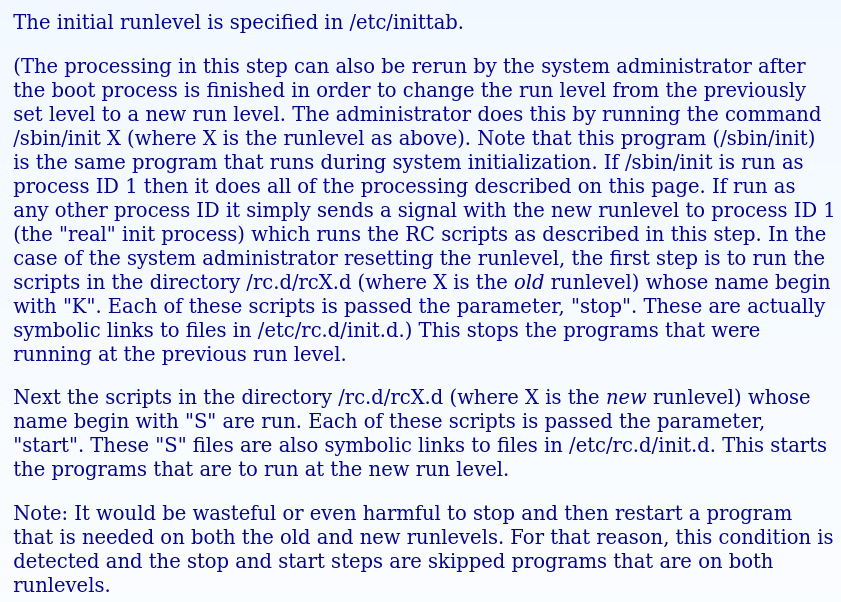 The initial runlevel is specified in /etc/inittab.
(The processing in this step can also be rerun by the system administrator after
the boot process is finished in order to change the run level from the previously
set level to a new run level. The administrator does this by running the command
/sbin/init X (where X is the runlevel as above). Note that this program (/sbin/init)
is the same program that runs during system initialization. If /sbin/init is run as
process ID 1 then it does all of the processing described on this page. If run as
any other process ID it simply sends a signal with the new runlevel to process ID 1
(the "real" init process) which runs the RC scripts as described in this step. In the
case of the system administrator resetting the runlevel, the first step is to run the
scripts in the directory /rc.d/rcX.d (where X is the old runlevel) whose name begin
with "K". Each of these scripts is passed the parameter, "stop". These are actually
symbolic links to files in /etc/rc.d/init.d.) This stops the programs that were
running at the previous run level.
Next the scripts in the directory /rc.d/rcX.d (where X is the new runlevel) whose
name begin with "S" are run. Each of these scripts is passed the parameter,
"start". These "S" files are also symbolic links to files in /etc/rc.d/init.d. This starts
the programs that are to run at the new run level.
Note: It would be wasteful or even harmful to stop and then restart a program
that is needed on both the old and new runlevels. For that reason, this condition is
detected and the stop and start steps are skipped programs that are on both
runlevels.